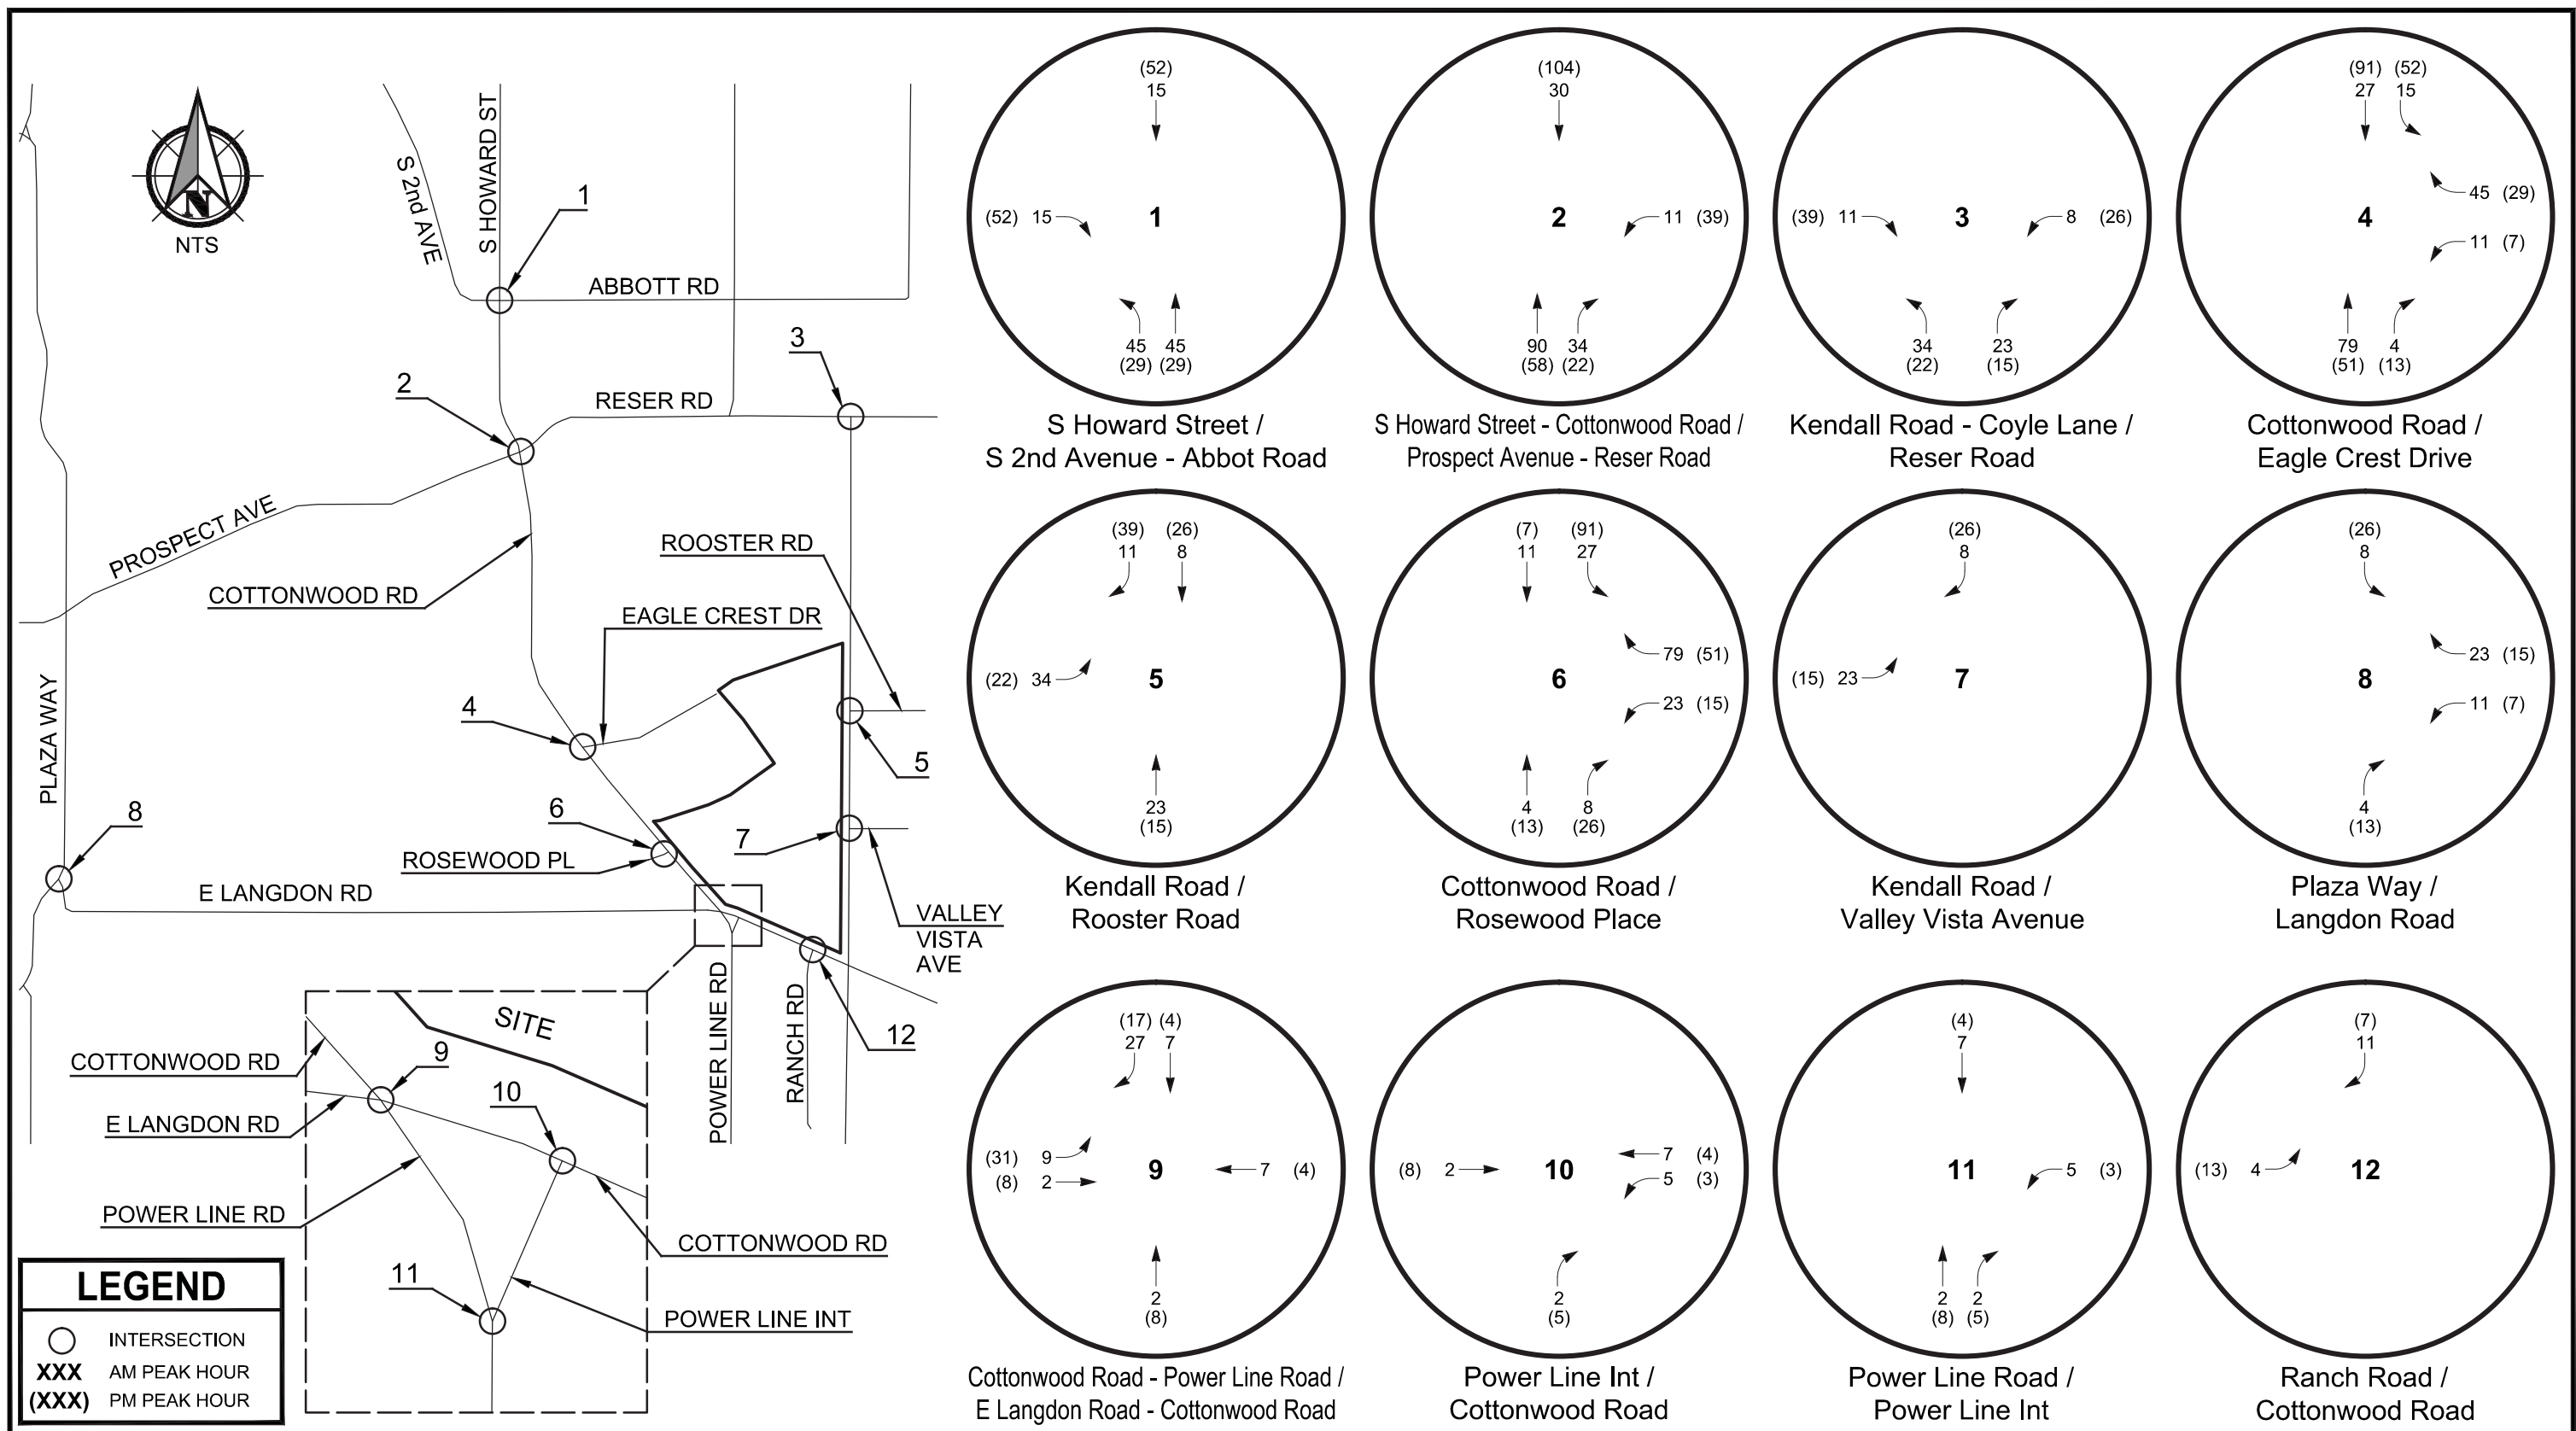 N
NTS
S 2nd AVE
S HOWARD ST
1
ABBOTT RD
3
2
RESER RD
PROSPECT AVE
COTTONWOOD RD
ROOSTER RD
EAGLE CREST DR
PLAZA WAY
4
5
8
6
7
ROSEWOOD PL
E LANGDON RD
VALLEY
VISTA
AVE
POWER LINE RD
RANCH RD
12
SITE
COTTONWOOD RD
9
10
E LANGDON RD
POWER LINE RD
COTTONWOOD RD
11
POWER LINE INT
LEGEND
INTERSECTION
XXX AM PEAK HOUR
(XXX) PM PEAK HOUR
(52)
15
(52) 15
1
45 45
(29) (29)
S Howard Street /
S 2nd Avenue - Abbot Road
(104)
30
2
11 (39)
90 34
(58) (22)
S Howard Street - Cottonwood Road /
Prospect Avenue - Reser Road
(39) 11
3
8 (26)
34 23
(22) (15)
Kendall Road - Coyle Lane /
Reser Road
(91) (52)
27 15
45 (29)
4
11 (7)
79 4
(51) (13)
Cottonwood Road /
Eagle Crest Drive
(39) (26)
11 8
(22) 34
5
23
(15)
Kendall Road /
Rooster Road
(7) (91)
11 27
79 (51)
6
23 (15)
4 8
(13) (26)
Cottonwood Road /
Rosewood Place
(26)
8
(15) 23
7
Kendall Road /
Valley Vista Avenue
(26)
8
23 (15)
8
11 (7)
4
(13)
Plaza Way /
Langdon Road
(17) (4)
27 7
(31) 9
(8) 2
9
7 (4)
2
(8)
Cottonwood Road - Power Line Road /
E Langdon Road - Cottonwood Road
(8) 2
10
7 (4)
5 (3)
2
(5)
Power Line Int /
Cottonwood Road
(4)
7
11
5 (3)
2 2
(8) (5)
Power Line Road /
Power Line Int
(7)
11
(13) 4
12
Ranch Road /
Cottonwood Road